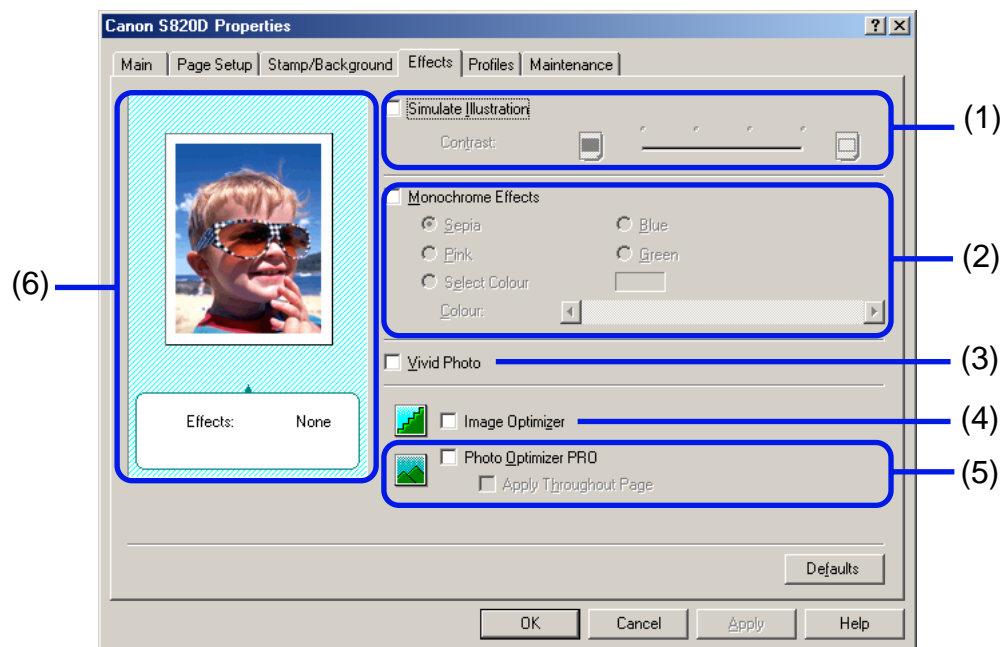 Canon S820D Properties
Main Page Setup Stamp/Background Effects Profiles Maintenance
Simulate Illustration
Contrast:
(1)
Monochrome Effects
Sepia Blue
Pink Green
Select Colour
Colour:
(2)
(6)
Vivid Photo
(3)
Effects: None
Image Optimizer
(4)
Photo Optimizer PRO
Apply Throughout Page
(5)
Defaults
OK Cancel Apply Help